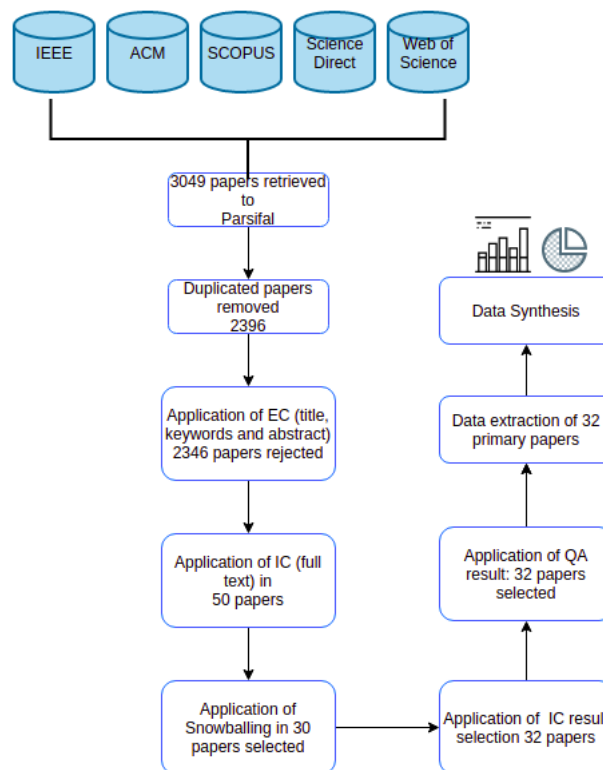 IEEE
ACM
SCOPUS
Science
Direct
Web of
Science
3049 papers retrieved
to
Parsifal
Duplicated papers
removed
2396
Application of EC (title,
keywords and abstract)
2346 papers rejected
Application of IC (full
text) in
50 papers
Application of
Snowballing in 30
papers selected
Application of  IC result
selection 32 papers
Application of QA
result: 32 papers
selected
Data extraction of 32
primary papers
Data Synthesis